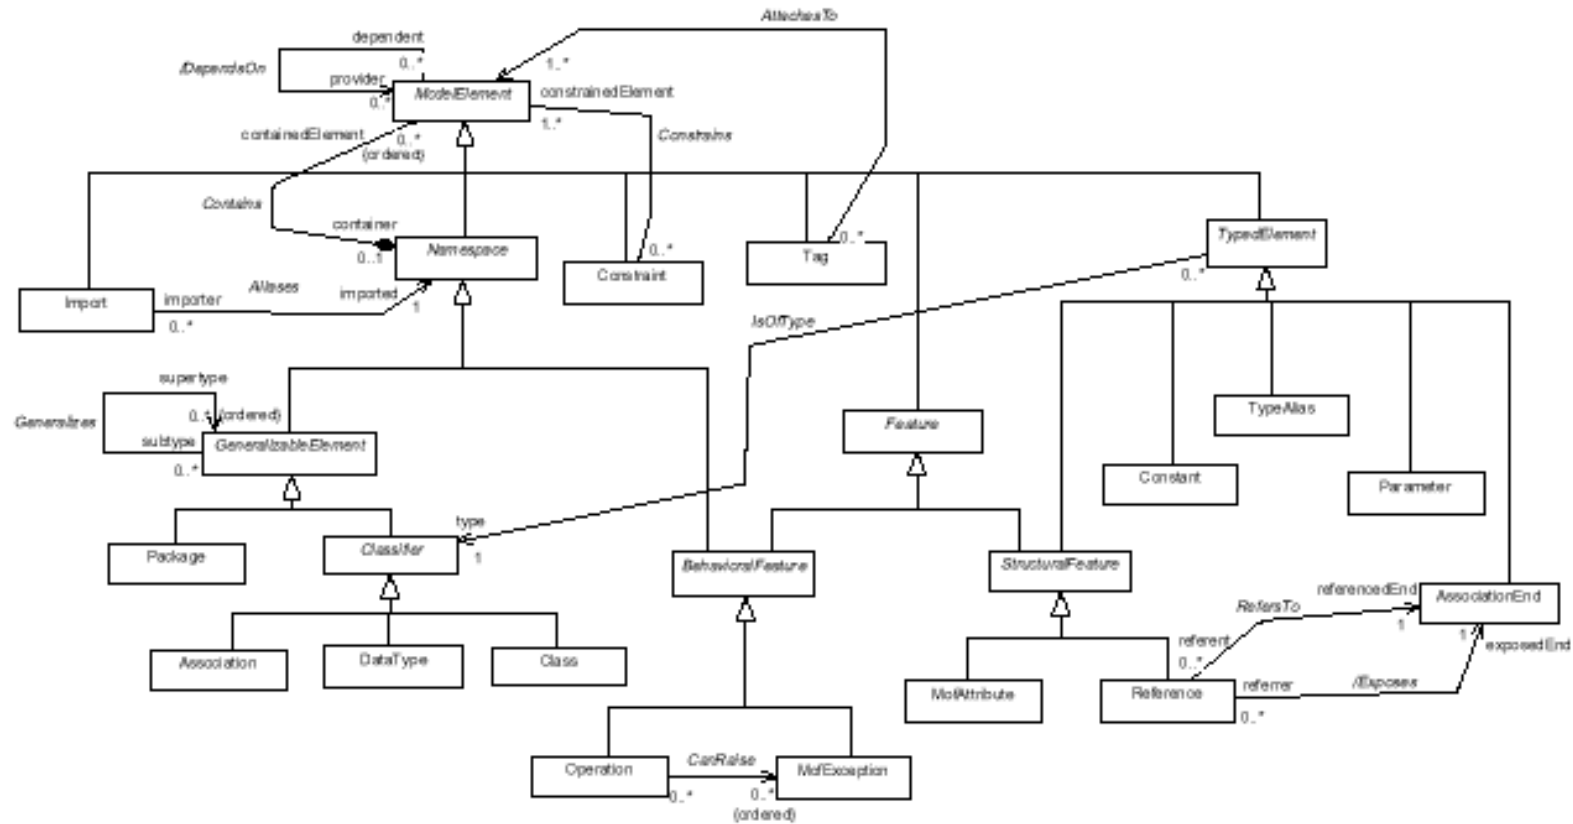 AttachesTo
dependent
0..*
/DependsOn
1..*
provider
0..*
ModelElement
constrainedElement
1..*
containedElement
0..*
(ordered)
Constrains
Contains
container
0..1
Namespace
0..*
0..*
TypedElement
Tag
Constraint
0..*
Import
importer
Aliases
imported
1
0..*
IsOfType
supertype
0..* (ordered)
Generalizes
subtype
GeneralizableElement
0..*
Feature
TypeAlias
Constant
Parameter
type
Package
Classifier
1
BehavioralFeature
StructuralFeature
referencedEnd
AssociationEnd
RefersTo
1
1
exposedEnd
referent
0..*
Association
DataType
Class
MofAttribute
Reference
referrer
/Exposes
0..*
Operation
CanRaise
MofException
0..*
0..*
(ordered)